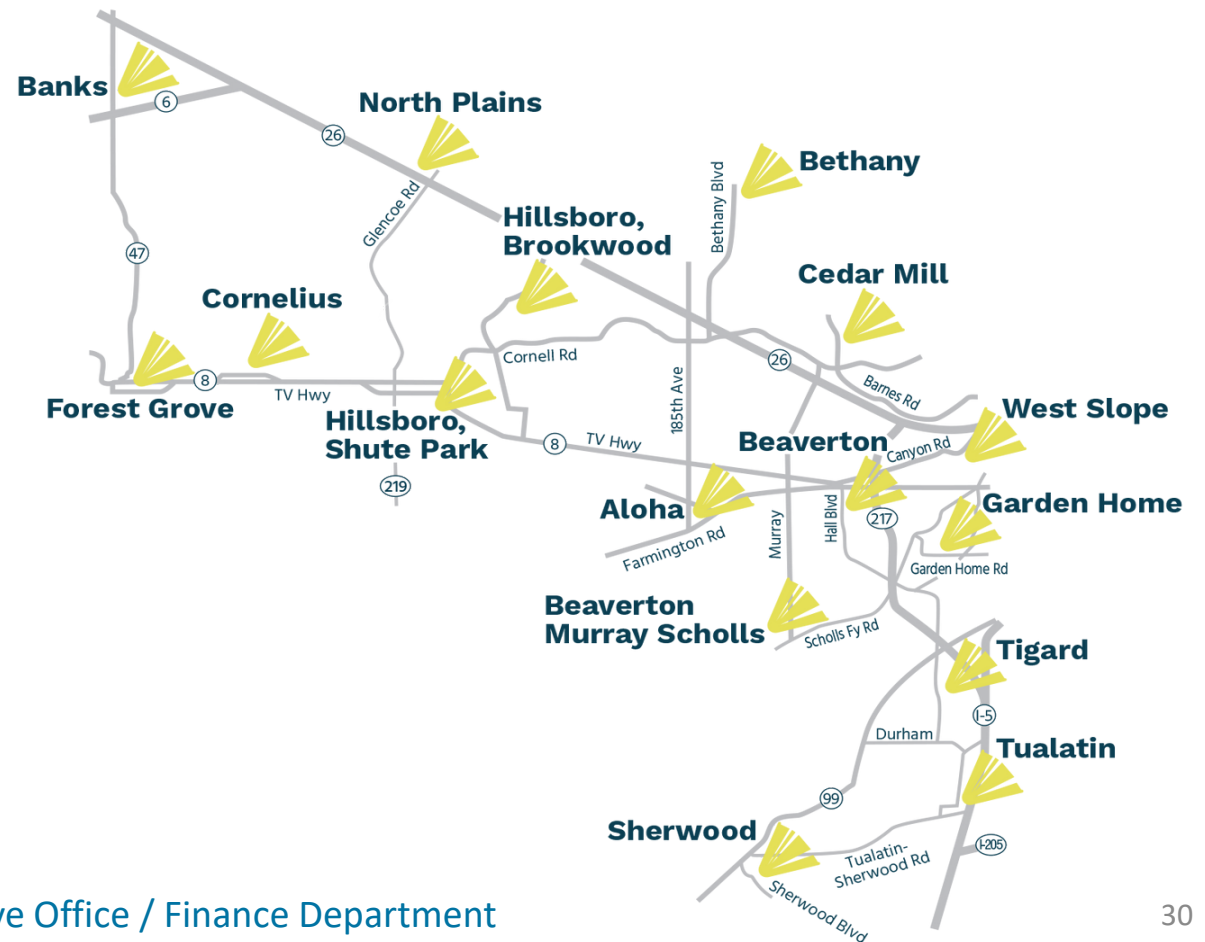 Banks
6
North Plains
26
Bethany
Bethany Blvd
Glencoe Rd
Hillsboro,
Brookwood
47
Cedar Mill
Cornelius
Cornell Rd
26
185th Ave
Barnes Rd
8
TV Hwy
Forest Grove
Hillsboro,
Shute Park
West Slope
8
TV Hwy
Beaverton
Canyon Rd
219
Aloha
Murray
Hall Blvd
217
Garden Home
Farmington Rd
Garden Home Rd
Beaverton
Murray Scholls
Scholls Fy Rd
Tigard
I-5
Durham
Tualatin
99
Sherwood
Tualatin-
Sherwood Rd
I-205
Sherwood Blvd
ve Office / Finance Department
30